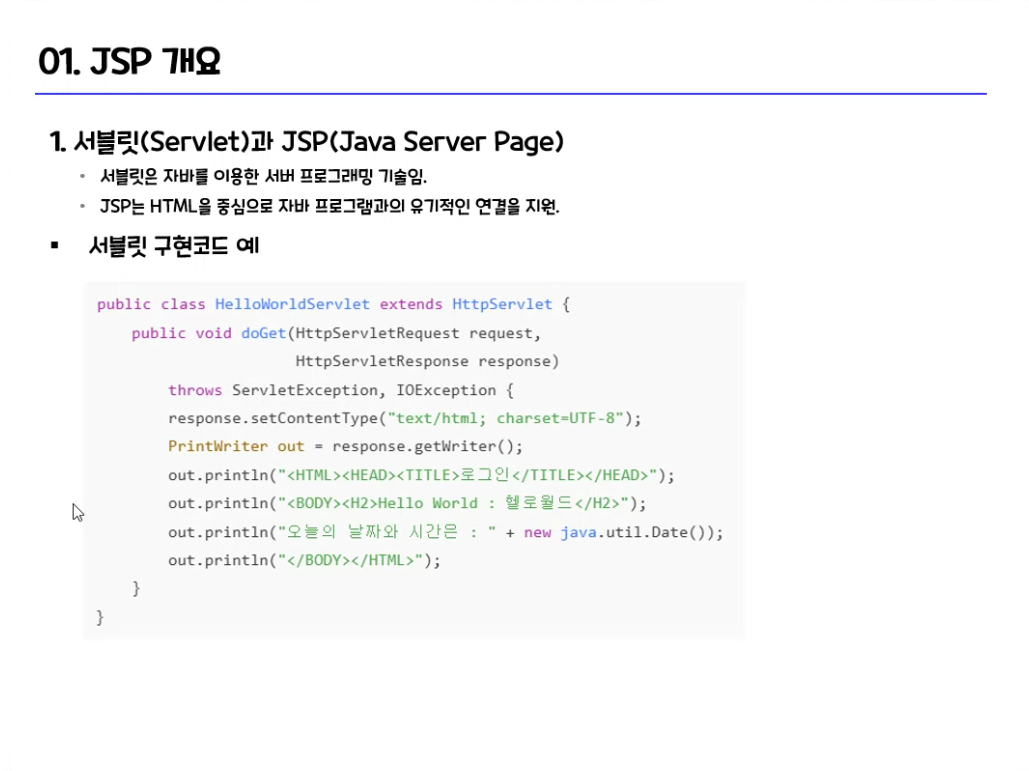 01. JSP 개요
1. 서블릿(Servlet)과 JSP(Java Server Page)
• 서블릿은 자바를 이용한 서버 프로그래밍 기술임.
• JSP는 HTML을 중심으로 자바 프로그램과의 유기적인 연결을 지원.
▪ 서블릿 구현코드 예
public class HelloWorldServlet extends HttpServlet {
    public void doGet(HttpServletRequest request,
                      HttpServletResponse response)
        throws ServletException, IOException {
        response.setContentType("text/html; charset=UTF-8");
        PrintWriter out = response.getWriter();
        out.println("<HTML><HEAD><TITLE>로그인</TITLE></HEAD>");
        out.println("<BODY><H2>Hello World : 헬로월드</H2>");
        out.println("오늘의 날짜와 시간은 : " + new java.util.Date());
        out.println("</BODY></HTML>");
    }
}